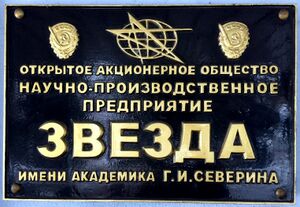 ОТКРЫТОЕ АКЦИОНЕРНОЕ ОБЩЕСТВО
НАУЧНО-ПРОИЗВОДСТВЕННОЕ
ПРЕДПРИЯТИЕ
ЗВЕЗДА
ИМЕНИ АКАДЕМИКА Г.И.СЕВЕРИНА